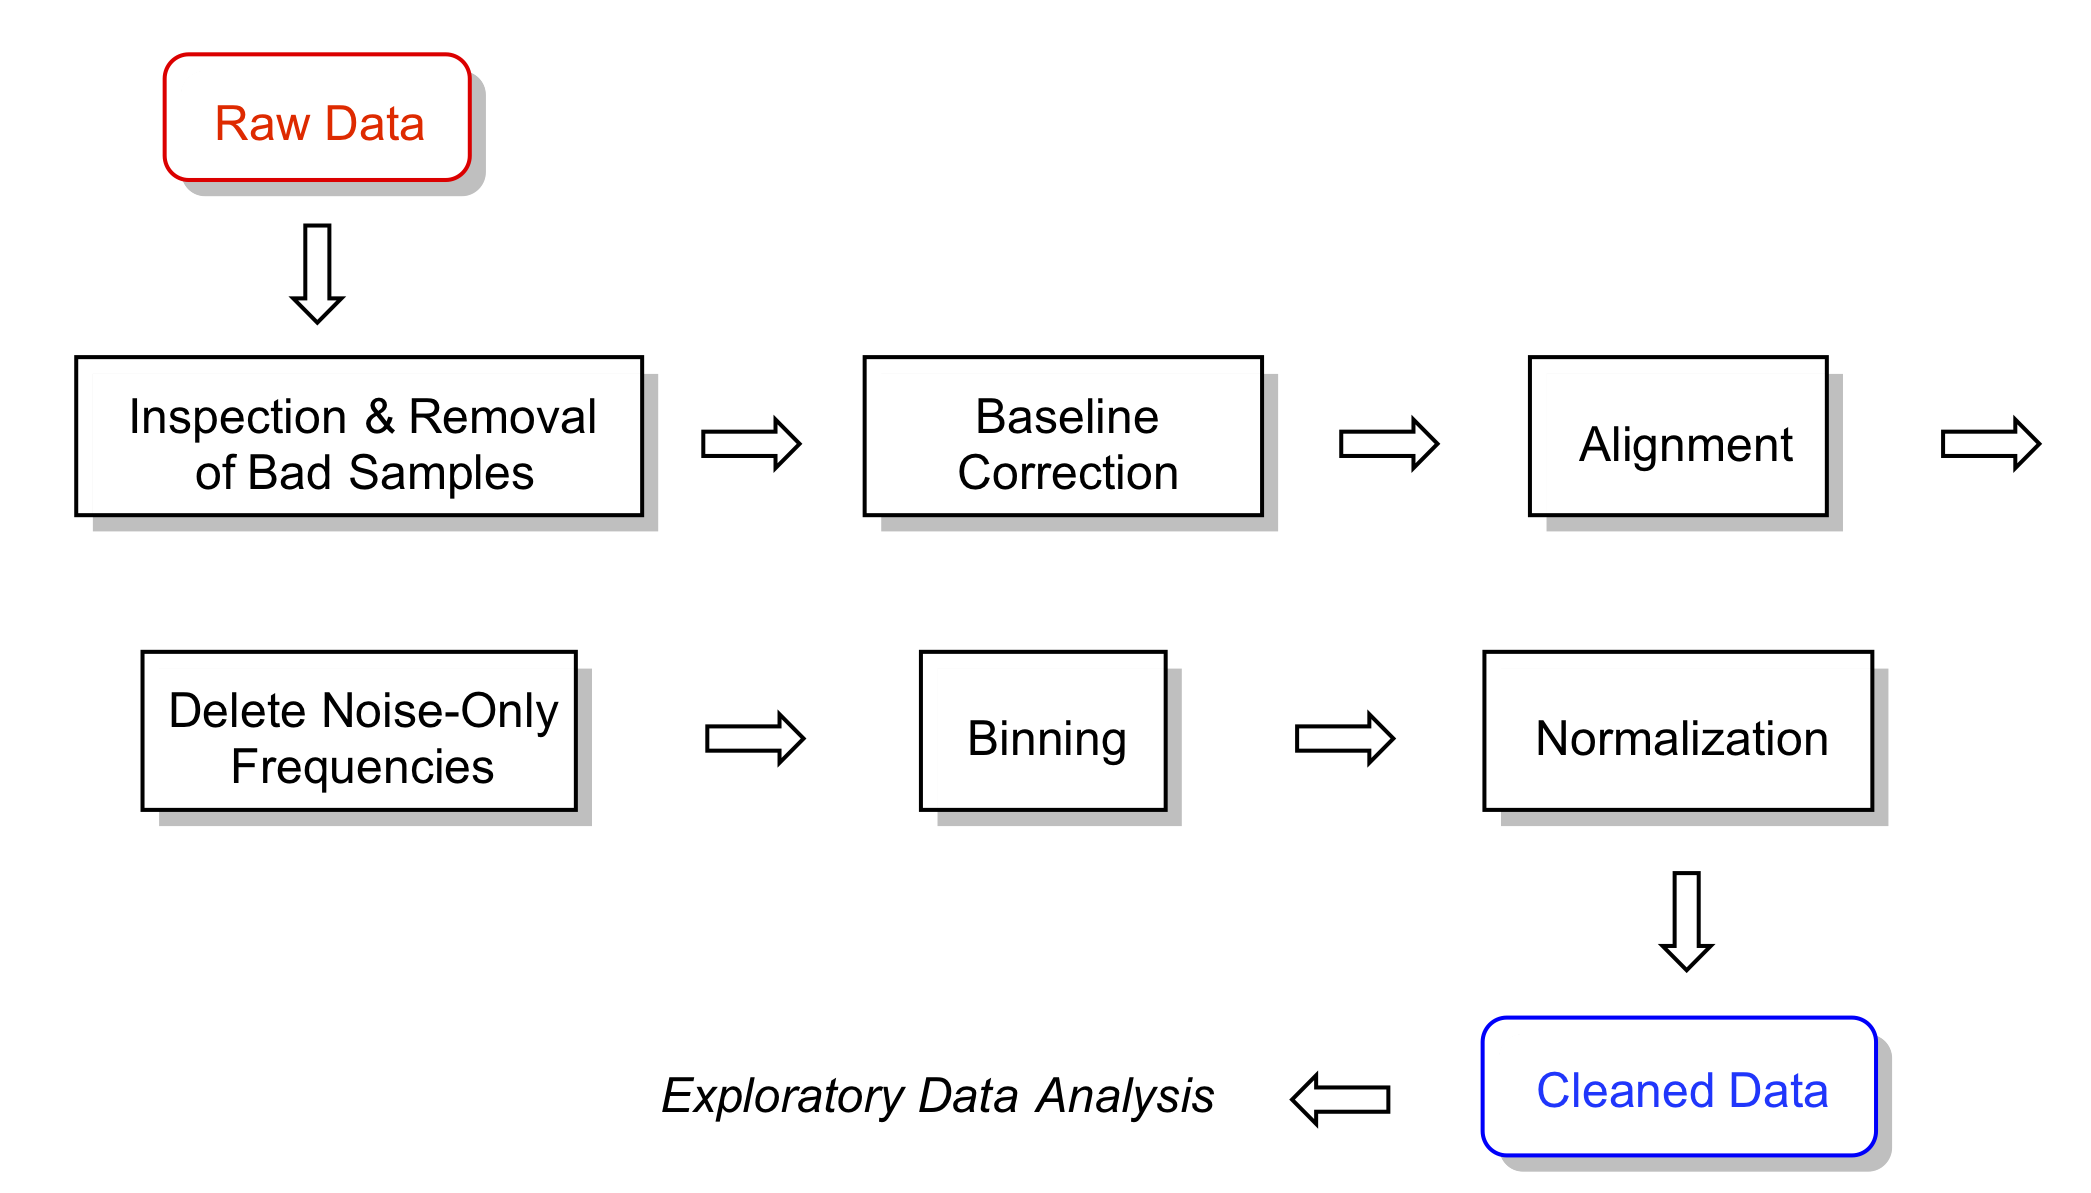 Raw Data
Inspection & Removal
of Bad Samples
Baseline
Correction
Alignment
Delete Noise-Only
Frequencies
Binning
Normalization
Cleaned Data
Exploratory Data Analysis